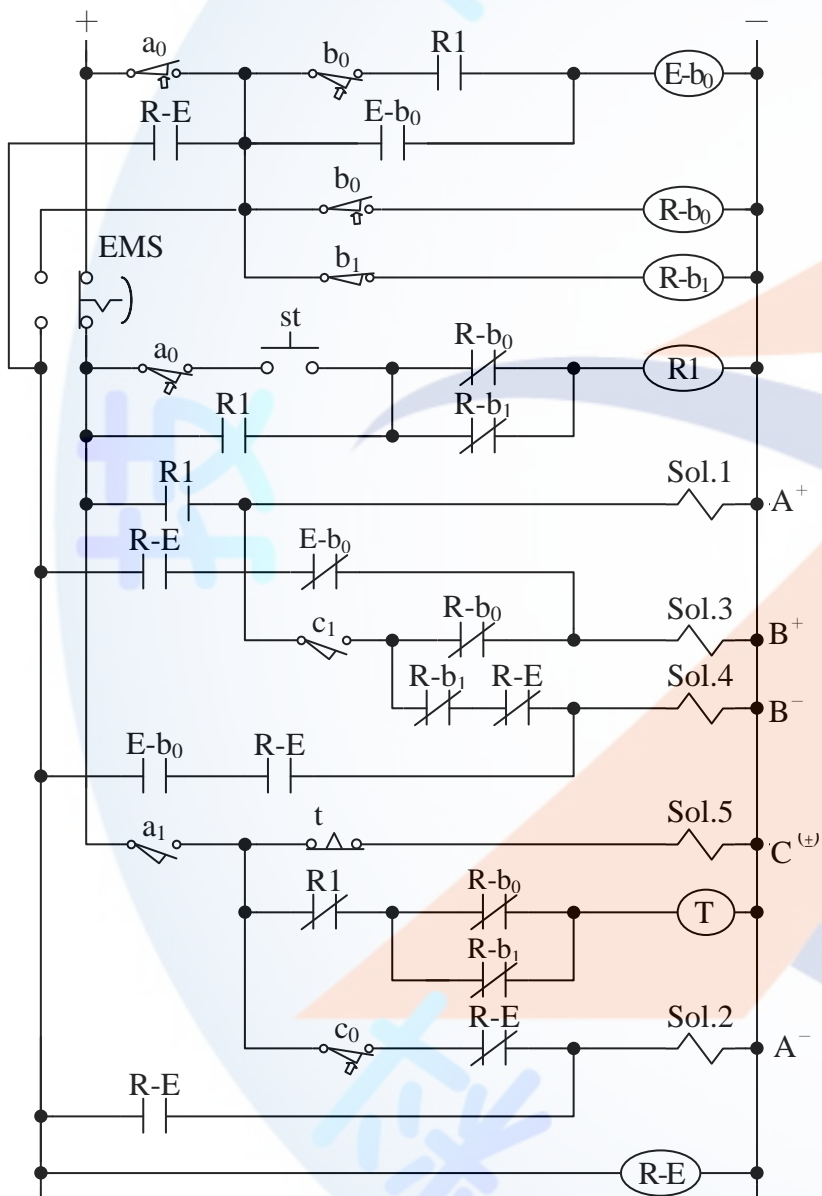 + −
a₀ b₀ R1 E-b₀
R-E E-b₀
b₀ R-b₀
EMS b₁ R-b₁
st
a₀ R-b₀ R1
R1 R-b₁
R1 Sol.1 A⁺
R-E E-b₀
c₁ R-b₀ Sol.3 B⁺
R-b₁ R-E Sol.4 B⁻
E-b₀ R-E
a₁ t Sol.5 C⁽±⁾
R1 R-b₀ T
R-b₁
c₀ R-E Sol.2 A⁻
R-E
R-E